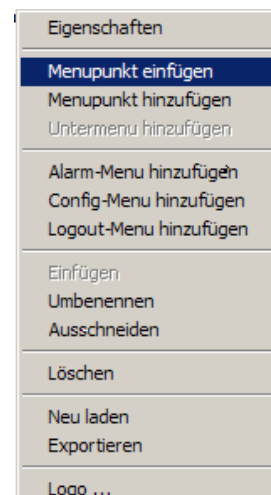 Eigenschaften
Menupunkt einfügen
Menupunkt hinzufügen
Untermenu hinzufügen
Alarm-Menu hinzufügen
Config-Menu hinzufügen
Logout-Menu hinzufügen
Einfügen
Umbenennen
Ausschneiden
Löschen
Neu laden
Exportieren
Logo ...